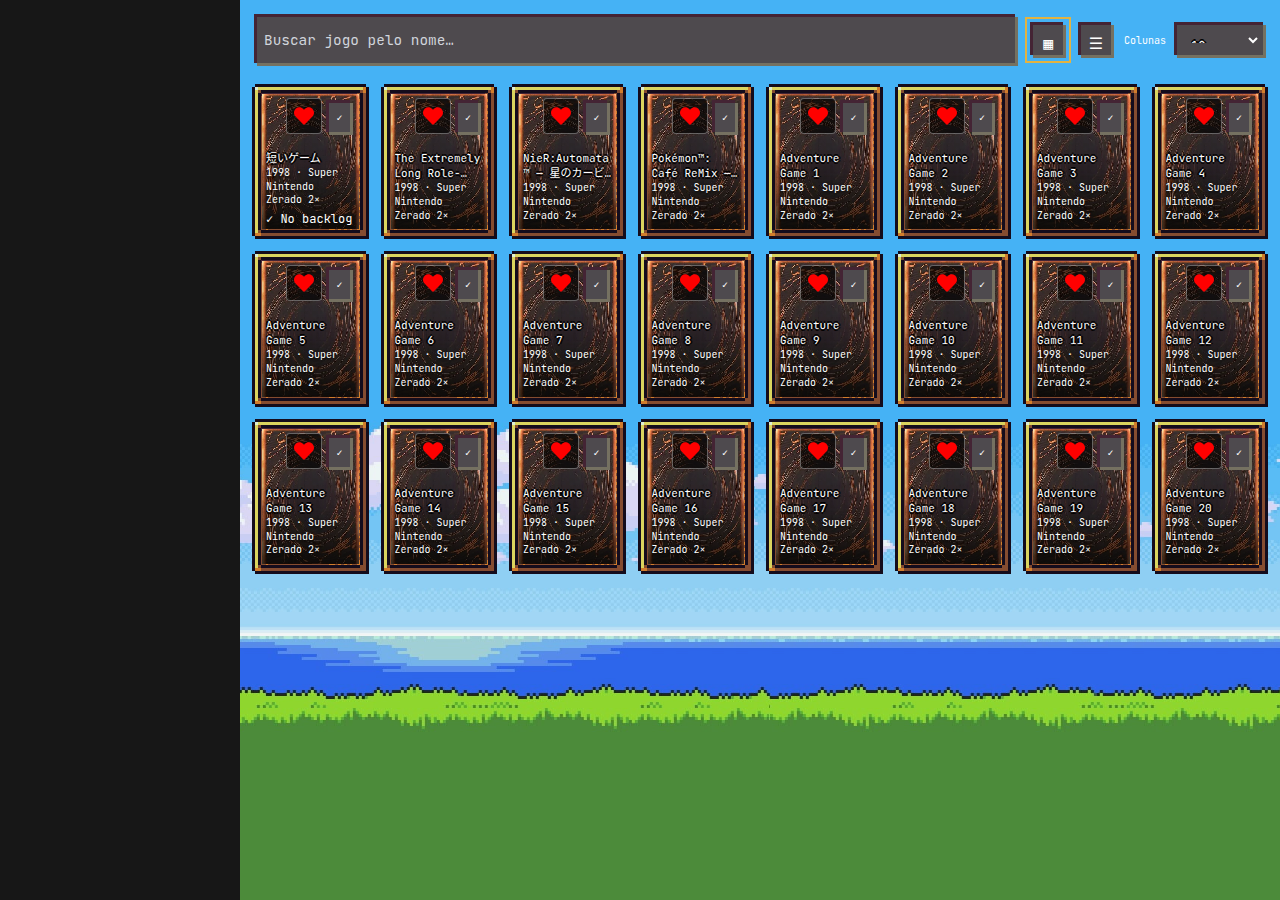 Buscar jogo pelo nome…
Colunas
短いゲーム
1998 · Super
Nintendo
Zerado 2×
✓ No backlog
The Extremely
Long Role-…
1998 · Super
Nintendo
Zerado 2×
NieR:Automata
™ – 星のカービ…
1998 · Super
Nintendo
Zerado 2×
Pokémon™:
Café ReMix –…
1998 · Super
Nintendo
Zerado 2×
Adventure
Game 1
1998 · Super
Nintendo
Zerado 2×
Adventure
Game 2
1998 · Super
Nintendo
Zerado 2×
Adventure
Game 3
1998 · Super
Nintendo
Zerado 2×
Adventure
Game 4
1998 · Super
Nintendo
Zerado 2×
Adventure
Game 5
1998 · Super
Nintendo
Zerado 2×
Adventure
Game 6
1998 · Super
Nintendo
Zerado 2×
Adventure
Game 7
1998 · Super
Nintendo
Zerado 2×
Adventure
Game 8
1998 · Super
Nintendo
Zerado 2×
Adventure
Game 9
1998 · Super
Nintendo
Zerado 2×
Adventure
Game 10
1998 · Super
Nintendo
Zerado 2×
Adventure
Game 11
1998 · Super
Nintendo
Zerado 2×
Adventure
Game 12
1998 · Super
Nintendo
Zerado 2×
Adventure
Game 13
1998 · Super
Nintendo
Zerado 2×
Adventure
Game 14
1998 · Super
Nintendo
Zerado 2×
Adventure
Game 15
1998 · Super
Nintendo
Zerado 2×
Adventure
Game 16
1998 · Super
Nintendo
Zerado 2×
Adventure
Game 17
1998 · Super
Nintendo
Zerado 2×
Adventure
Game 18
1998 · Super
Nintendo
Zerado 2×
Adventure
Game 19
1998 · Super
Nintendo
Zerado 2×
Adventure
Game 20
1998 · Super
Nintendo
Zerado 2×